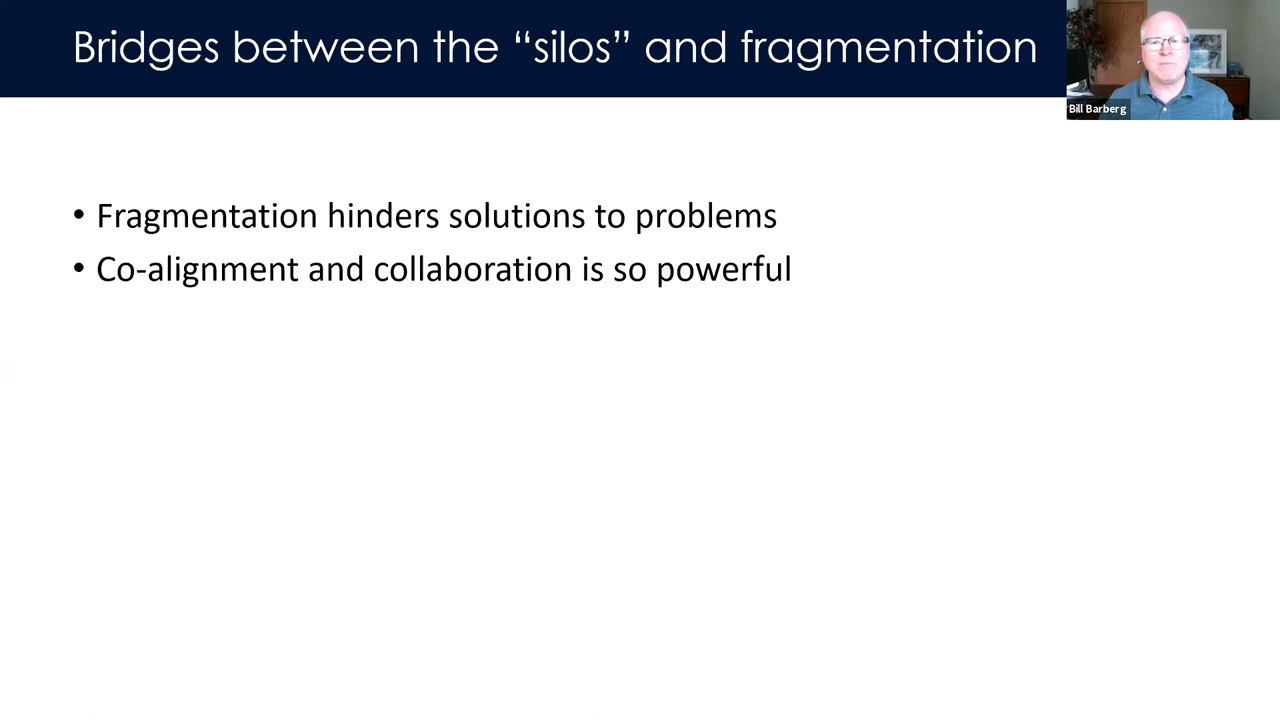 Bridges between the “silos” and fragmentation
Bill Barberg
• Fragmentation hinders solutions to problems
• Co-alignment and collaboration is so powerful